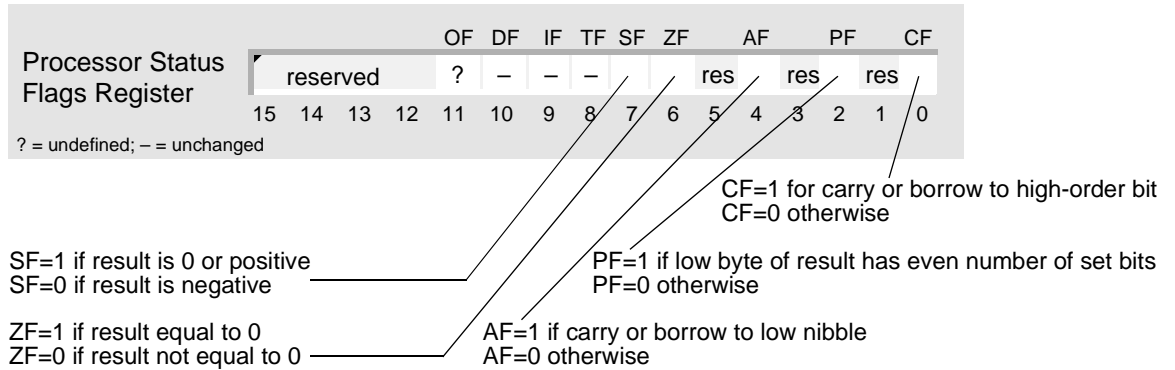 OF DF IF TF SF ZF AF PF CF
Processor Status
Flags Register
reserved ? – – – res res res
15 14 13 12 11 10 9 8 7 6 5 4 3 2 1 0
? = undefined; – = unchanged
CF=1 for carry or borrow to high-order bit
CF=0 otherwise
SF=1 if result is 0 or positive
SF=0 if result is negative
PF=1 if low byte of result has even number of set bits
PF=0 otherwise
ZF=1 if result equal to 0
ZF=0 if result not equal to 0
AF=1 if carry or borrow to low nibble
AF=0 otherwise